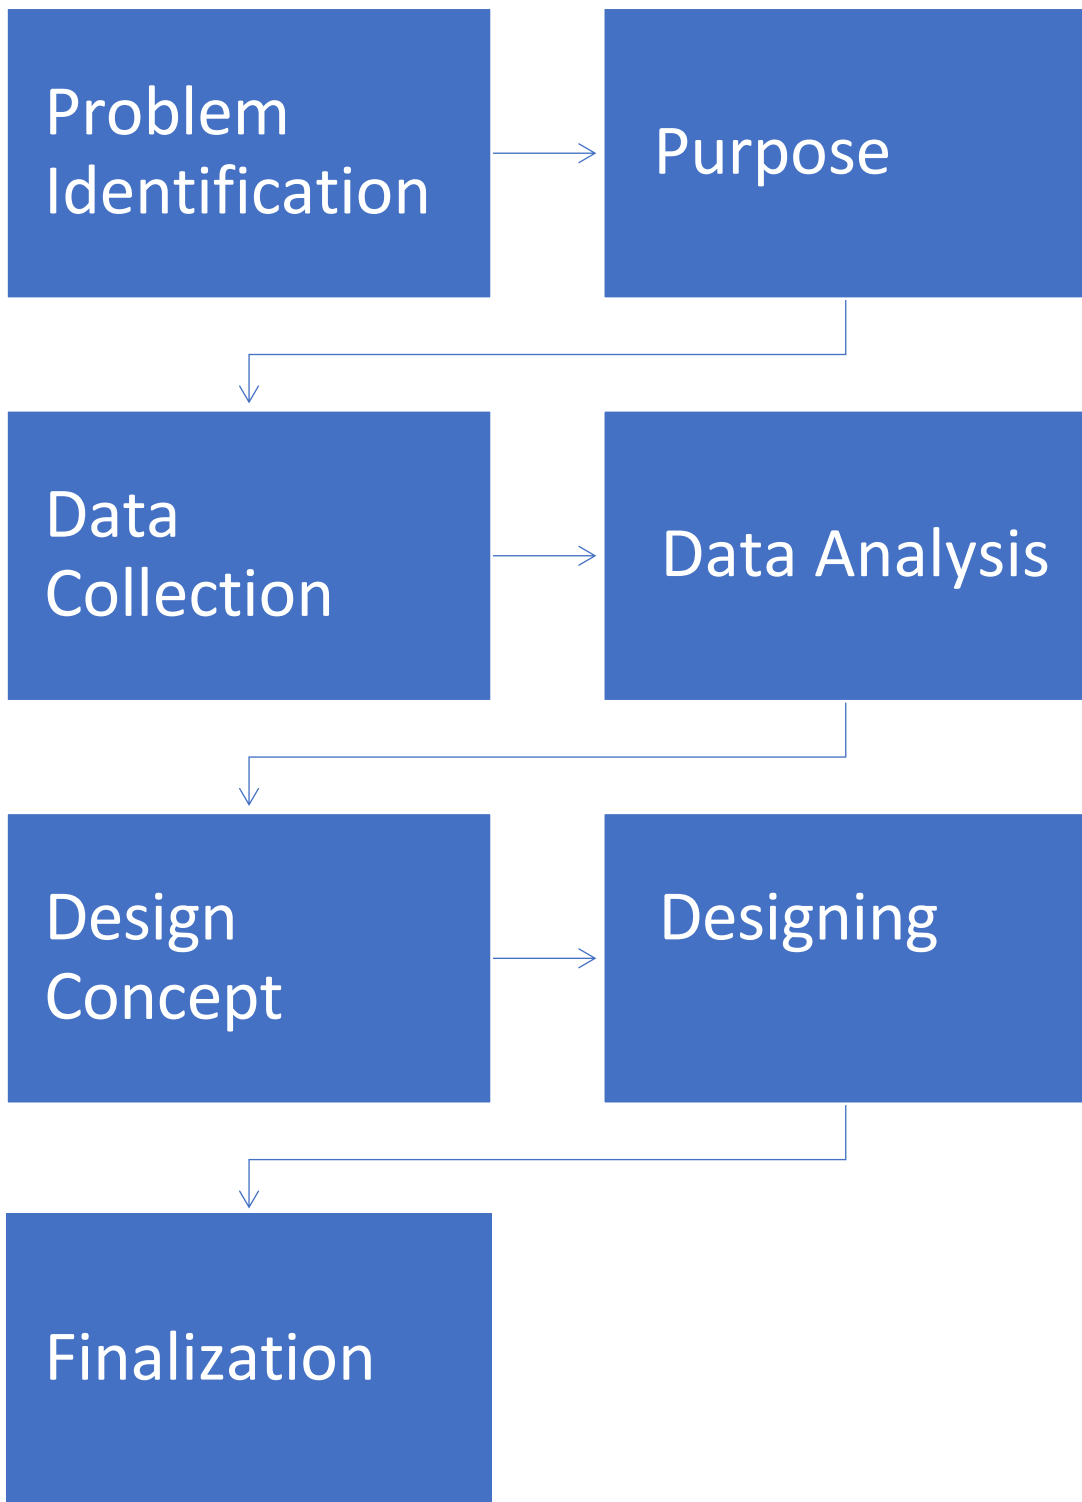 Problem
Identification
Purpose
Data
Collection
Data Analysis
Design
Concept
Designing
Finalization